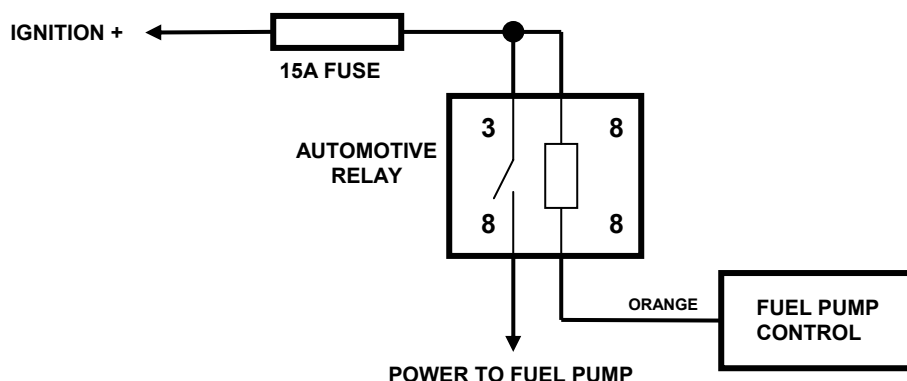 IGNITION +
15A FUSE
3 8
AUTOMOTIVE
RELAY
8 8
ORANGE
FUEL PUMP
CONTROL
POWER TO FUEL PUMP